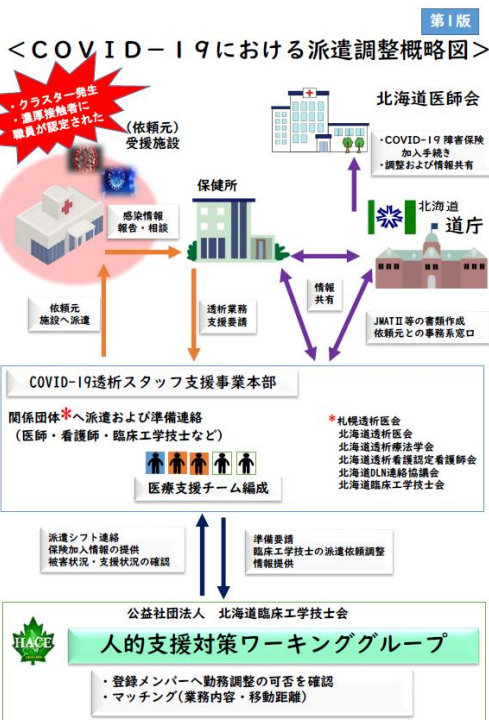 第1版
＜COVID－19における派遣調整概略図＞
・クラスター発生
・濃厚接触者に
職員が認定された
(依頼元)
受援施設
北海道医師会
・COVID-19 障害保険
加入手続き
・調整および情報共有
保健所
感染情報
報告・相談
北海道
道庁
依頼元
施設へ派遣
透析業務
支援要請
情報
共有
JMATⅡ等の書類作成
依頼元との事務系窓口
COVID-19透析スタッフ支援事業本部
関係団体*へ派遣および準備連絡
(医師・看護師・臨床工学技士など)
医療支援チーム編成
*札幌透析医会
北海道透析医会
北海道透析療法学会
北海道透析看護認定看護師会
北海道DLN連絡協議会
北海道臨床工学技士会
派遣シフト連絡
保険加入情報の提供
被害状況・支援状況の確認
準備要請
臨床工学技士の派遣依頼調整
情報提供
公益社団法人 北海道臨床工学技士会
HACE
人的支援対策ワーキンググループ
・登録メンバーへ勤務調整の可否を確認
・マッチング(業務内容・移動距離)